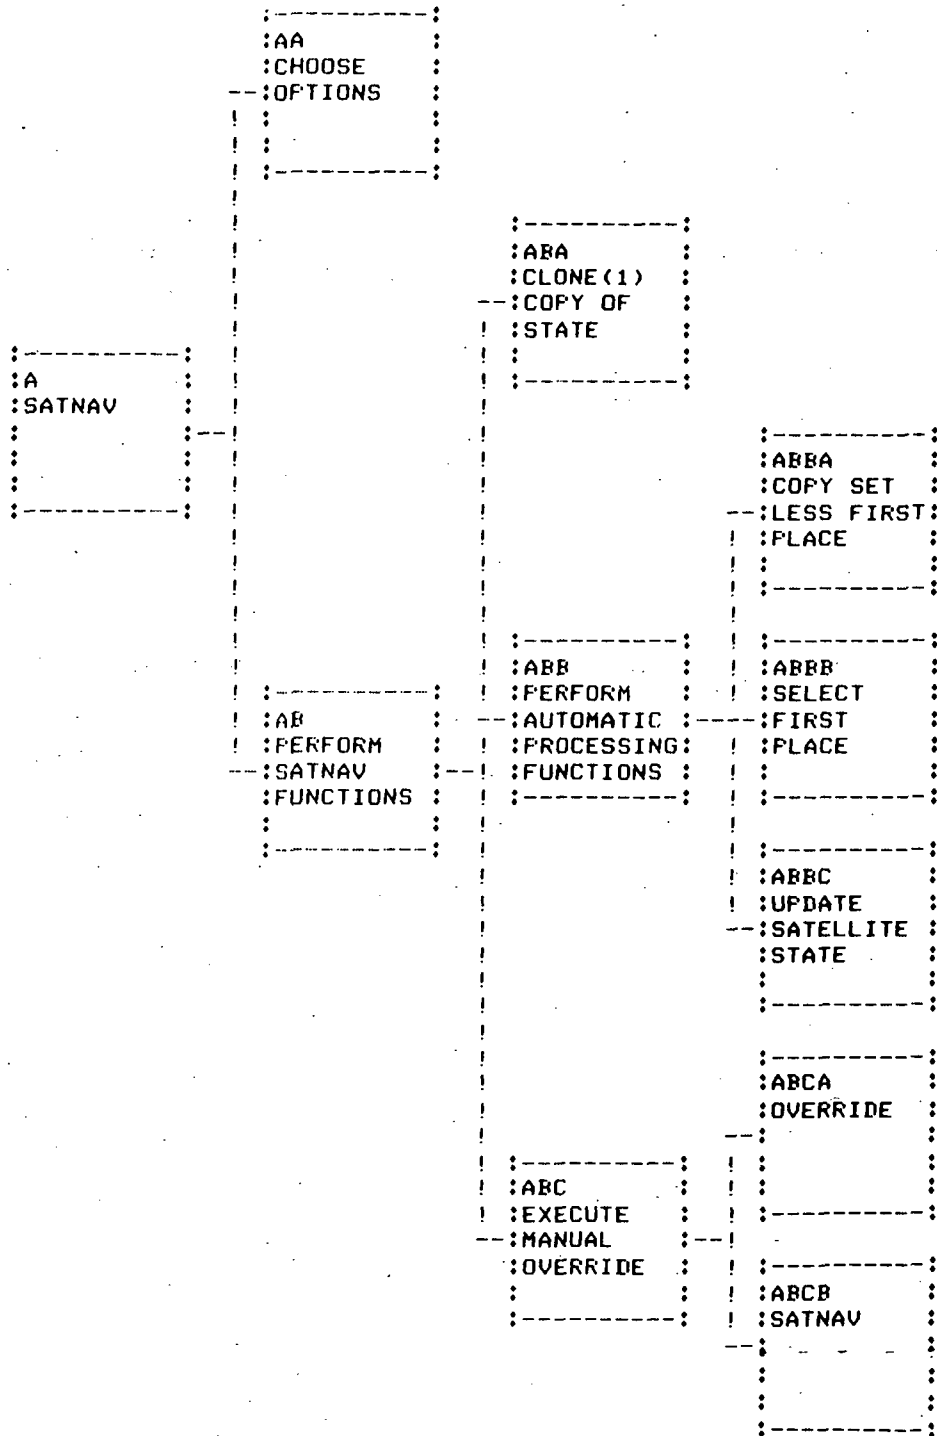 AA
CHOOSE
OPTIONS
ABA
CLONE(1)
COPY OF
STATE
A
SATNAV
ABBA
COPY SET
LESS FIRST
PLACE
ABB
PERFORM
AUTOMATIC
PROCESSING
FUNCTIONS
ABBB
SELECT
FIRST
PLACE
AB
PERFORM
SATNAV
FUNCTIONS
ABBC
UPDATE
SATELLITE
STATE
ABCA
OVERRIDE
ABC
EXECUTE
MANUAL
OVERRIDE
ABCB
SATNAV